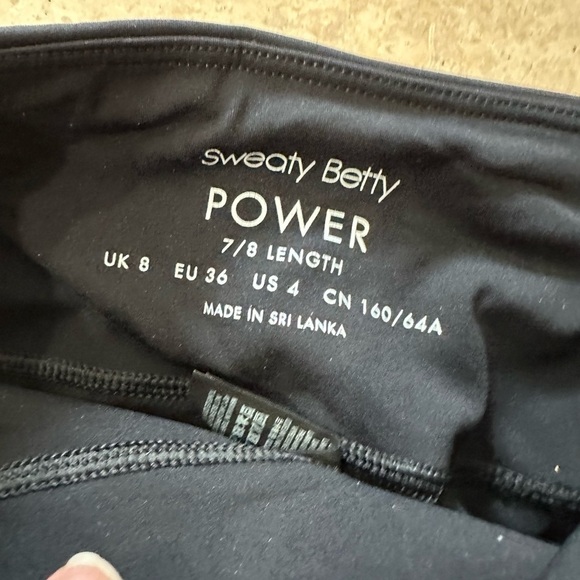 Sweaty Betty
POWER
7/8 LENGTH
UK 8 EU 36 US 4 CN 160/64A
MADE IN SRI LANKA